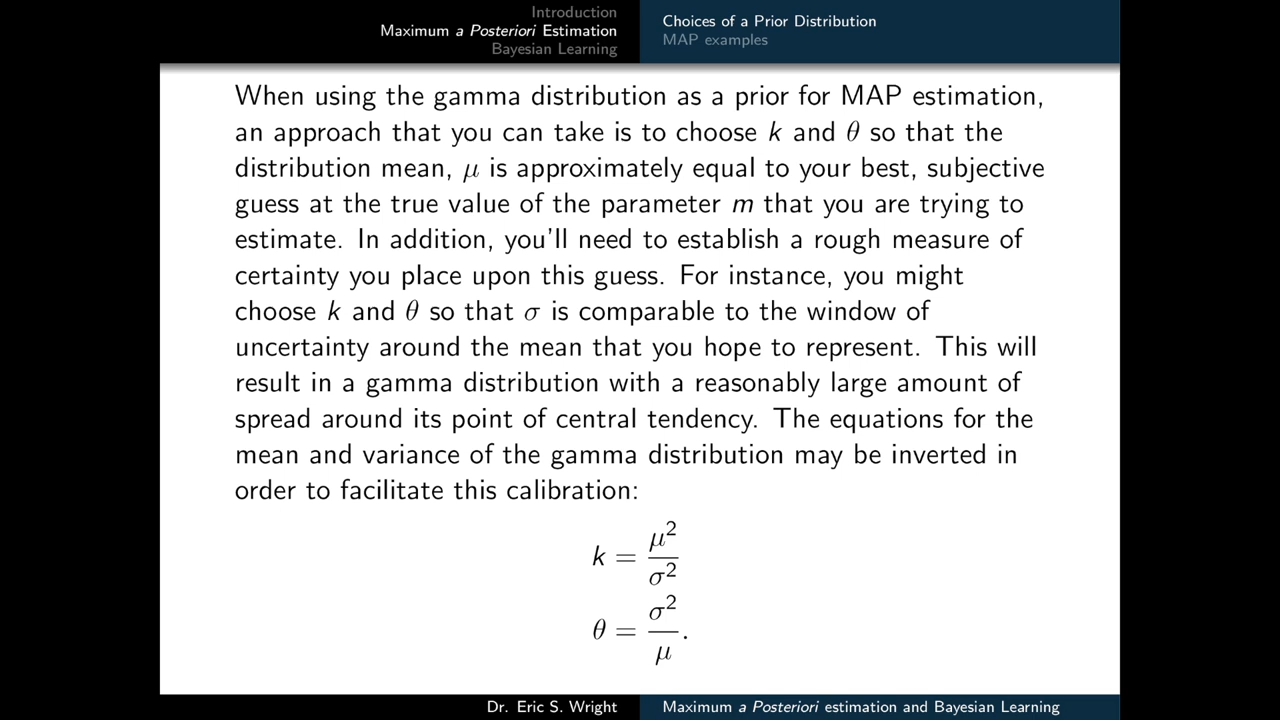 Introduction
Maximum a Posteriori Estimation
Bayesian Learning
Choices of a Prior Distribution
MAP examples
When using the gamma distribution as a prior for MAP estimation,
an approach that you can take is to choose k and θ so that the
distribution mean, μ is approximately equal to your best, subjective
guess at the true value of the parameter m that you are trying to
estimate. In addition, you'll need to establish a rough measure of
certainty you place upon this guess. For instance, you might
choose k and θ so that σ is comparable to the window of
uncertainty around the mean that you hope to represent. This will
result in a gamma distribution with a reasonably large amount of
spread around its point of central tendency. The equations for the
mean and variance of the gamma distribution may be inverted in
order to facilitate this calibration:
k = μ²/σ²
θ = σ²/μ.
Dr. Eric S. Wright
Maximum a Posteriori estimation and Bayesian Learning